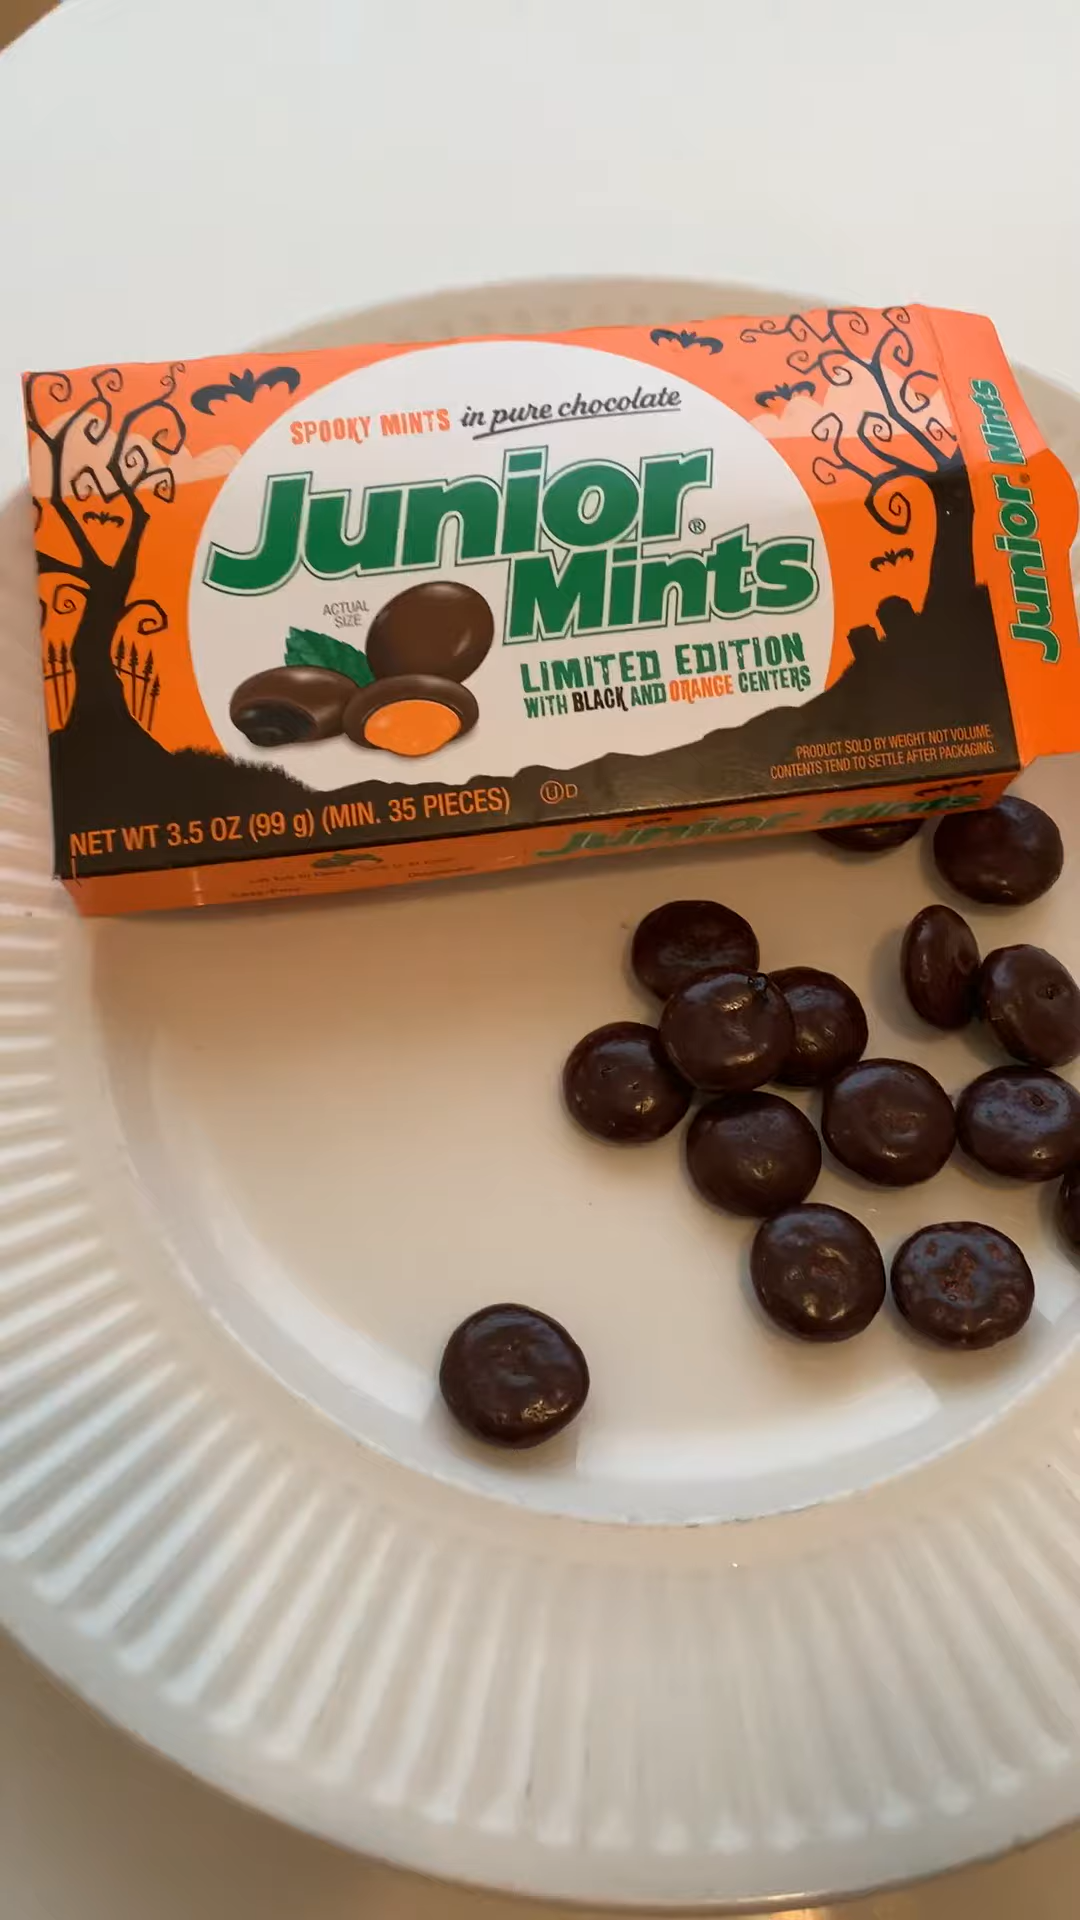 SPOOKY MINTS in pure chocolate
Junior®
Mints
ACTUAL
SIZE
LIMITED EDITION
WITH BLACK AND ORANGE CENTERS
PRODUCT SOLD BY WEIGHT NOT VOLUME.
CONTENTS TEND TO SETTLE AFTER PACKAGING.
NET WT 3.5 OZ (99 g) (MIN. 35 PIECES) UD
Junior Mints
Junior® Mints